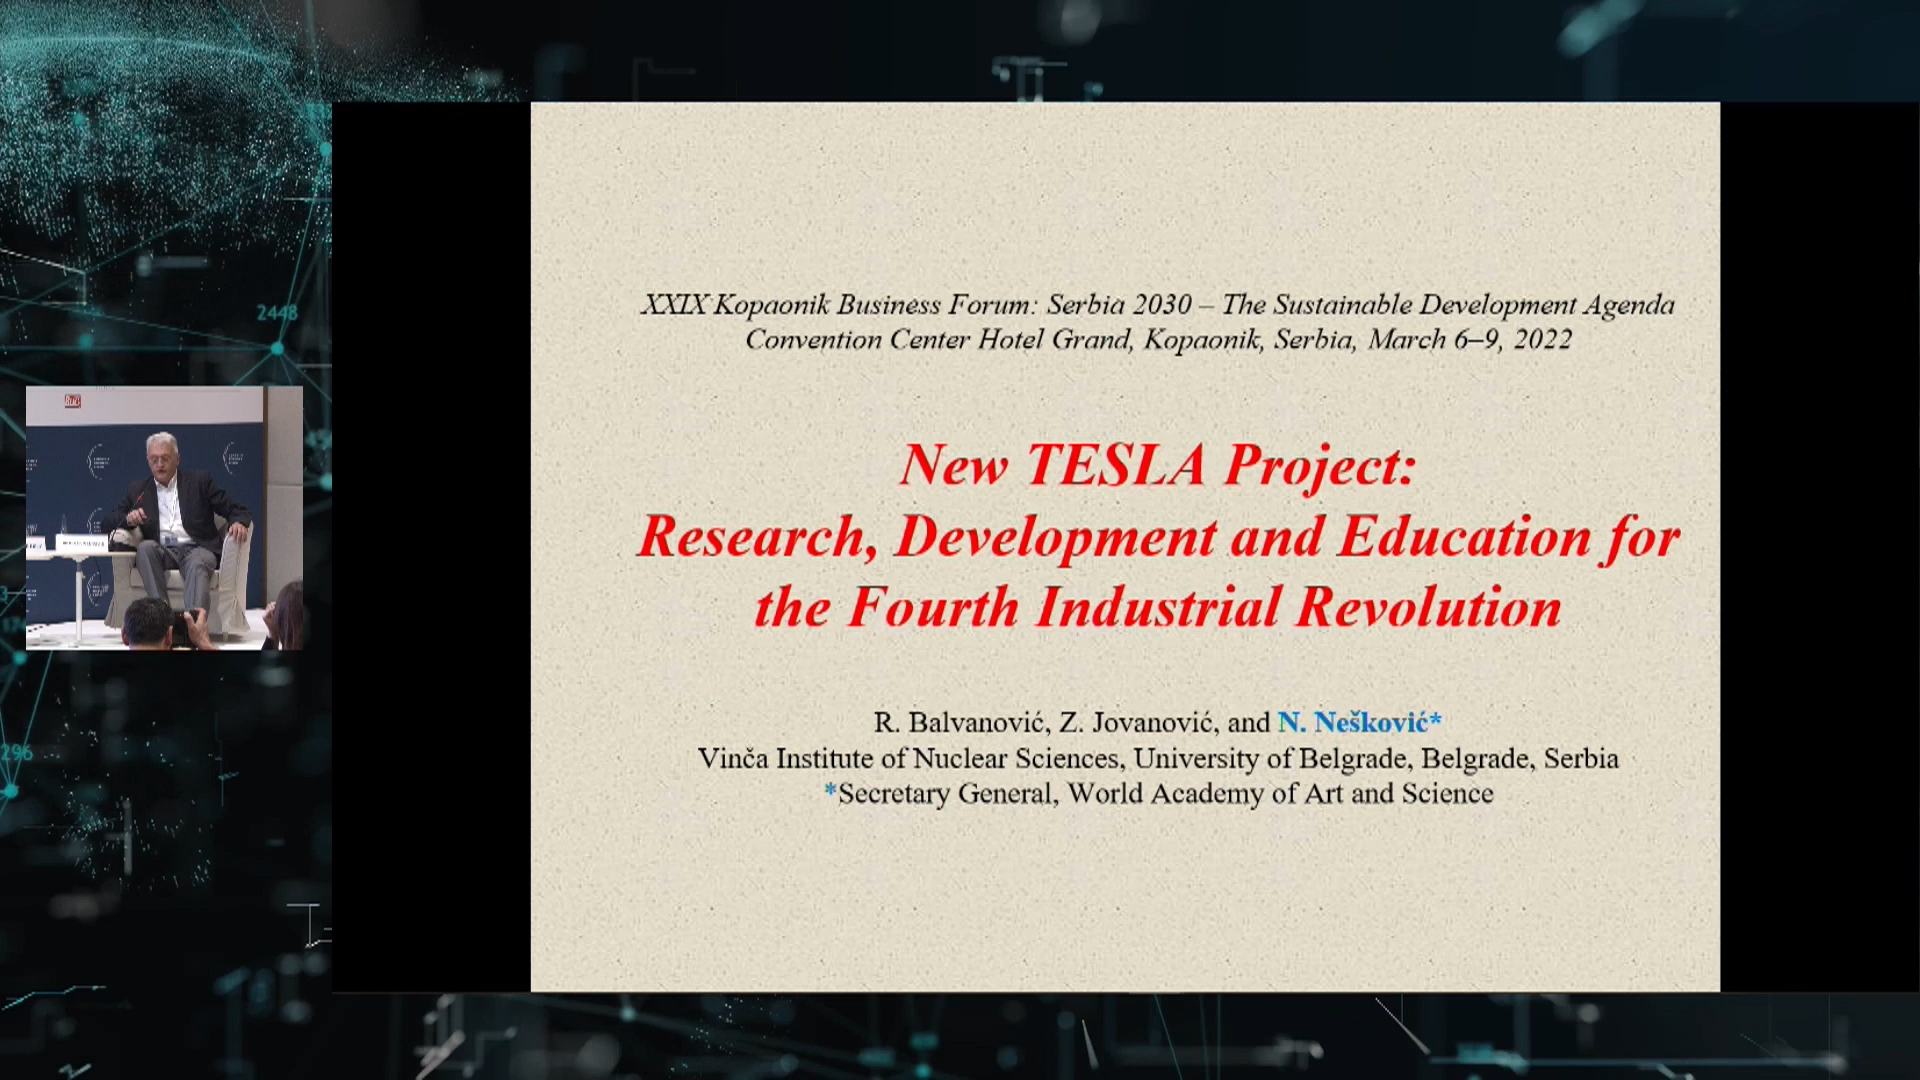 XXIX Kopaonik Business Forum: Serbia 2030 – The Sustainable Development Agenda
Convention Center Hotel Grand, Kopaonik, Serbia, March 6–9, 2022
New TESLA Project:
Research, Development and Education for
the Fourth Industrial Revolution
R. Balvanović, Z. Jovanović, and N. Nešković*
Vinča Institute of Nuclear Sciences, University of Belgrade, Belgrade, Serbia
*Secretary General, World Academy of Art and Science
2448
296